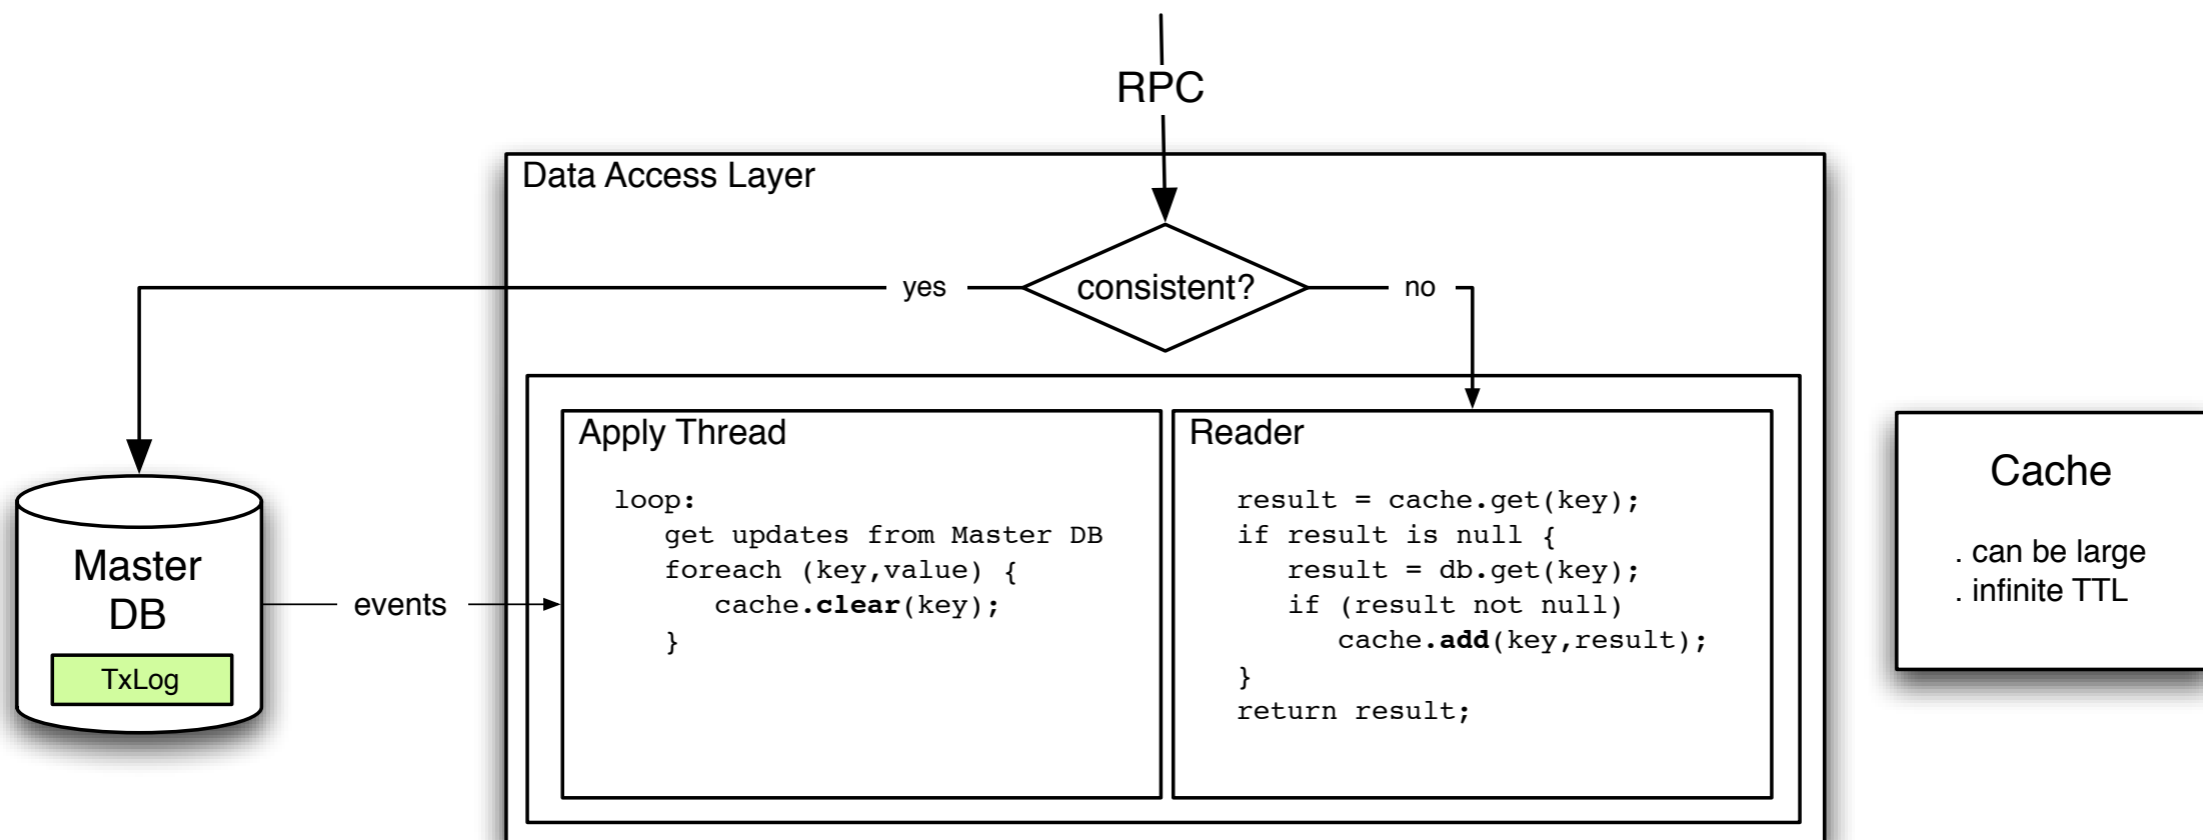 RPC
Data Access Layer
yes
consistent?
no
Apply Thread
loop:
get updates from Master DB
foreach (key,value) {
cache.clear(key);
}
Reader
result = cache.get(key);
if result is null {
result = db.get(key);
if (result not null)
cache.add(key,result);
}
return result;
Cache
. can be large
. infinite TTL
Master
DB
TxLog
events